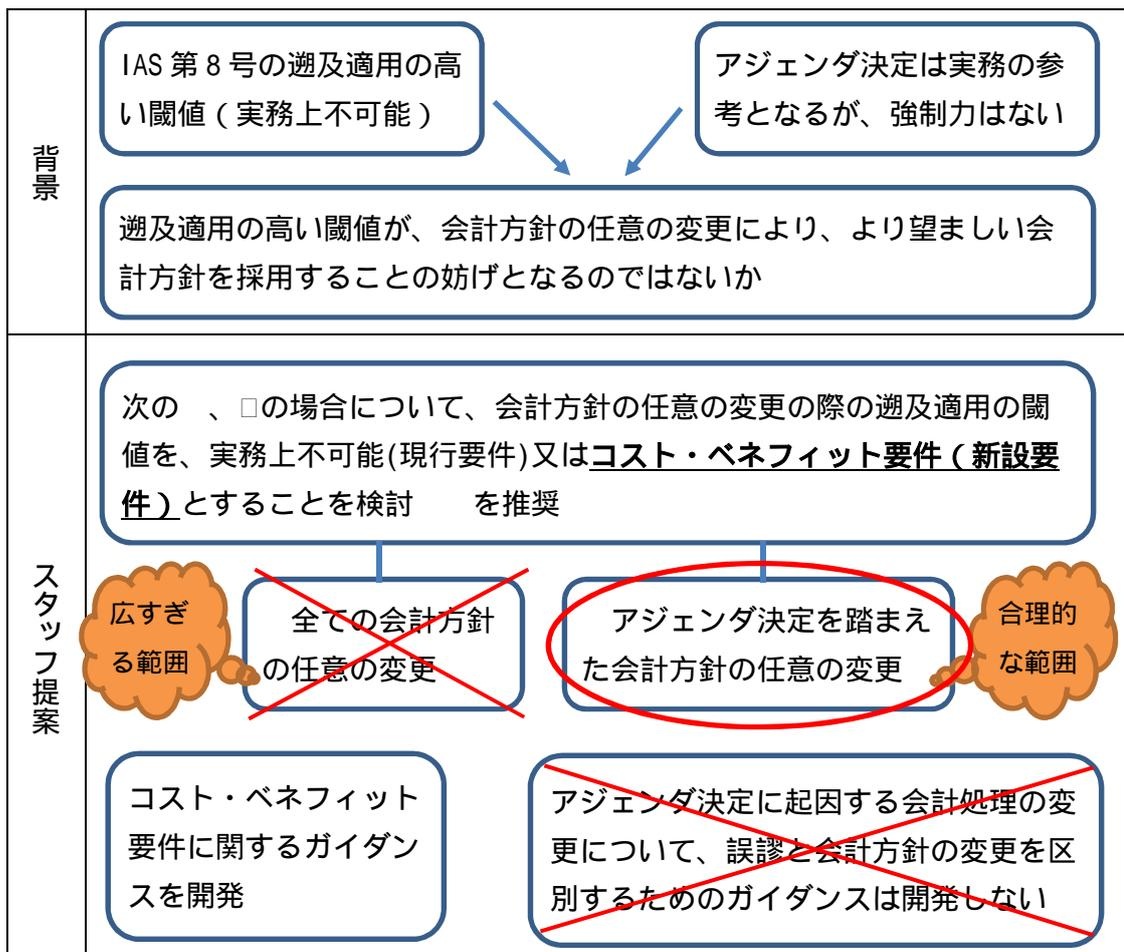 背景
IAS 第 8 号の遡及適用の高
い閾値（実務上不可能）
アジェンダ決定は実務の参
考となるが、強制力はない
遡及適用の高い閾値が、会計方針の任意の変更により、より望ましい会
計方針を採用することの妨げとなるのではないか
スタッフ提案
次の　、□の場合について、会計方針の任意の変更の際の遡及適用の閾
値を、実務上不可能(現行要件)又はコスト・ベネフィット要件（新設要
件）とすることを検討　　を推奨
広すぎ
る範囲
全ての会計方針
の任意の変更
アジェンダ決定を踏まえ
た会計方針の任意の変更
合理的
な範囲
コスト・ベネフィット
要件に関するガイダン
スを開発
アジェンダ決定に起因する会計処理の変
更について、誤謬と会計方針の変更を区
別するためのガイダンスは開発しない